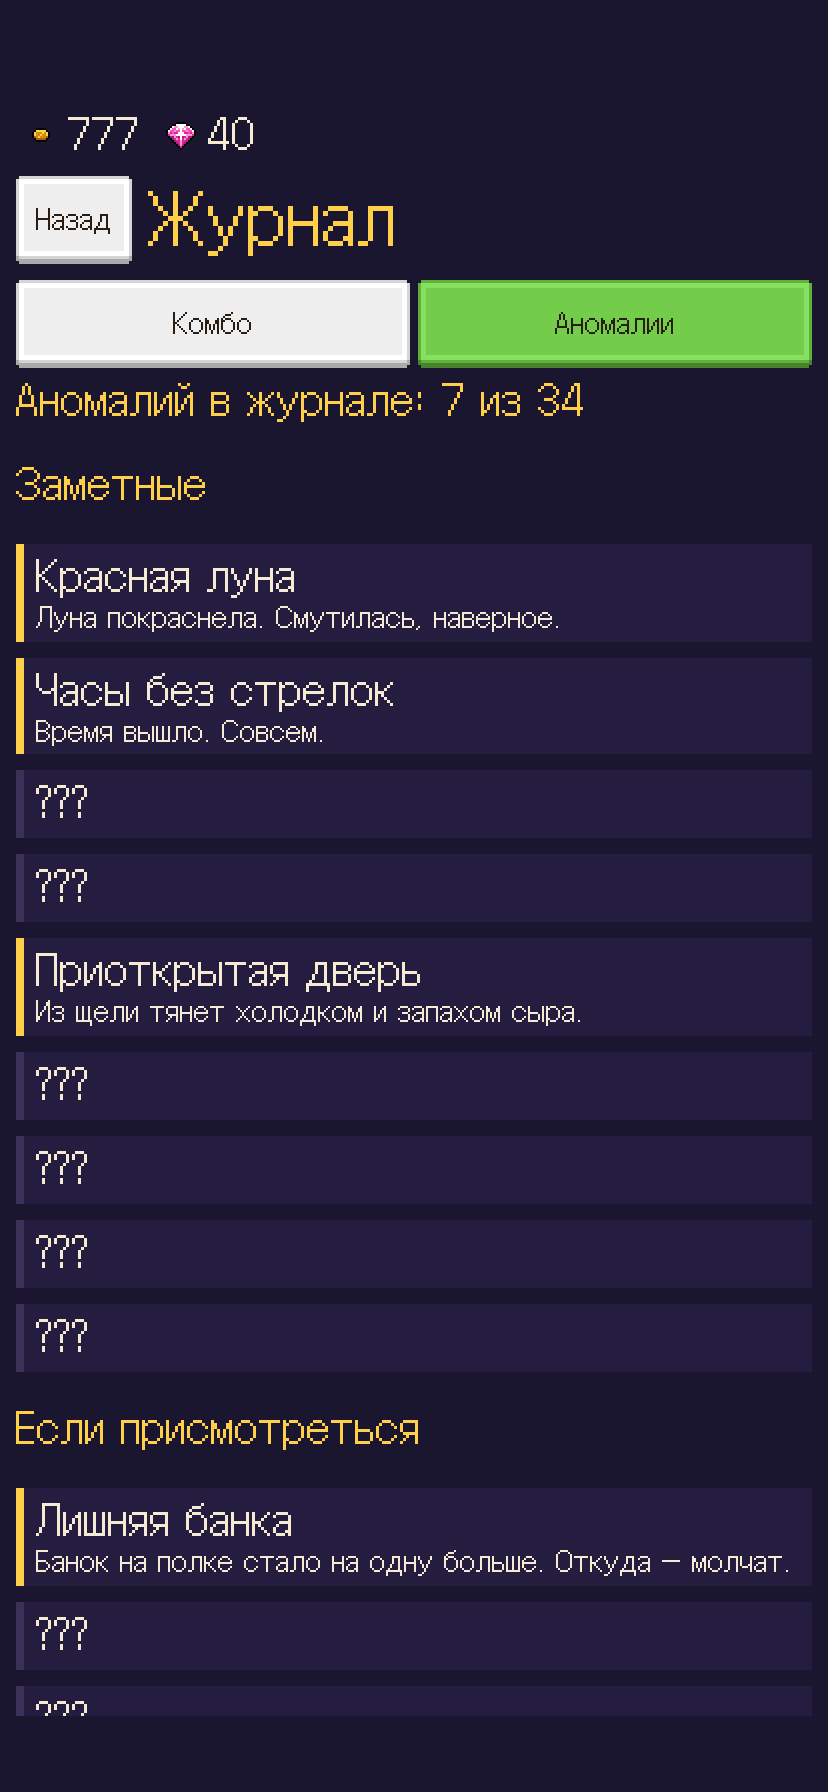 777 40
Назад Журнал
Комбо Аномалии
Аномалий в журнале: 7 из 34
Заметные
Красная луна
Луна покраснела. Смутилась, наверное.
Часы без стрелок
Время вышло. Совсем.
???
???
Приоткрытая дверь
Из щели тянет холодком и запахом сыра.
???
???
???
???
Если присмотреться
Лишняя банка
Банок на полке стало на одну больше. Откуда — молчат.
???
???